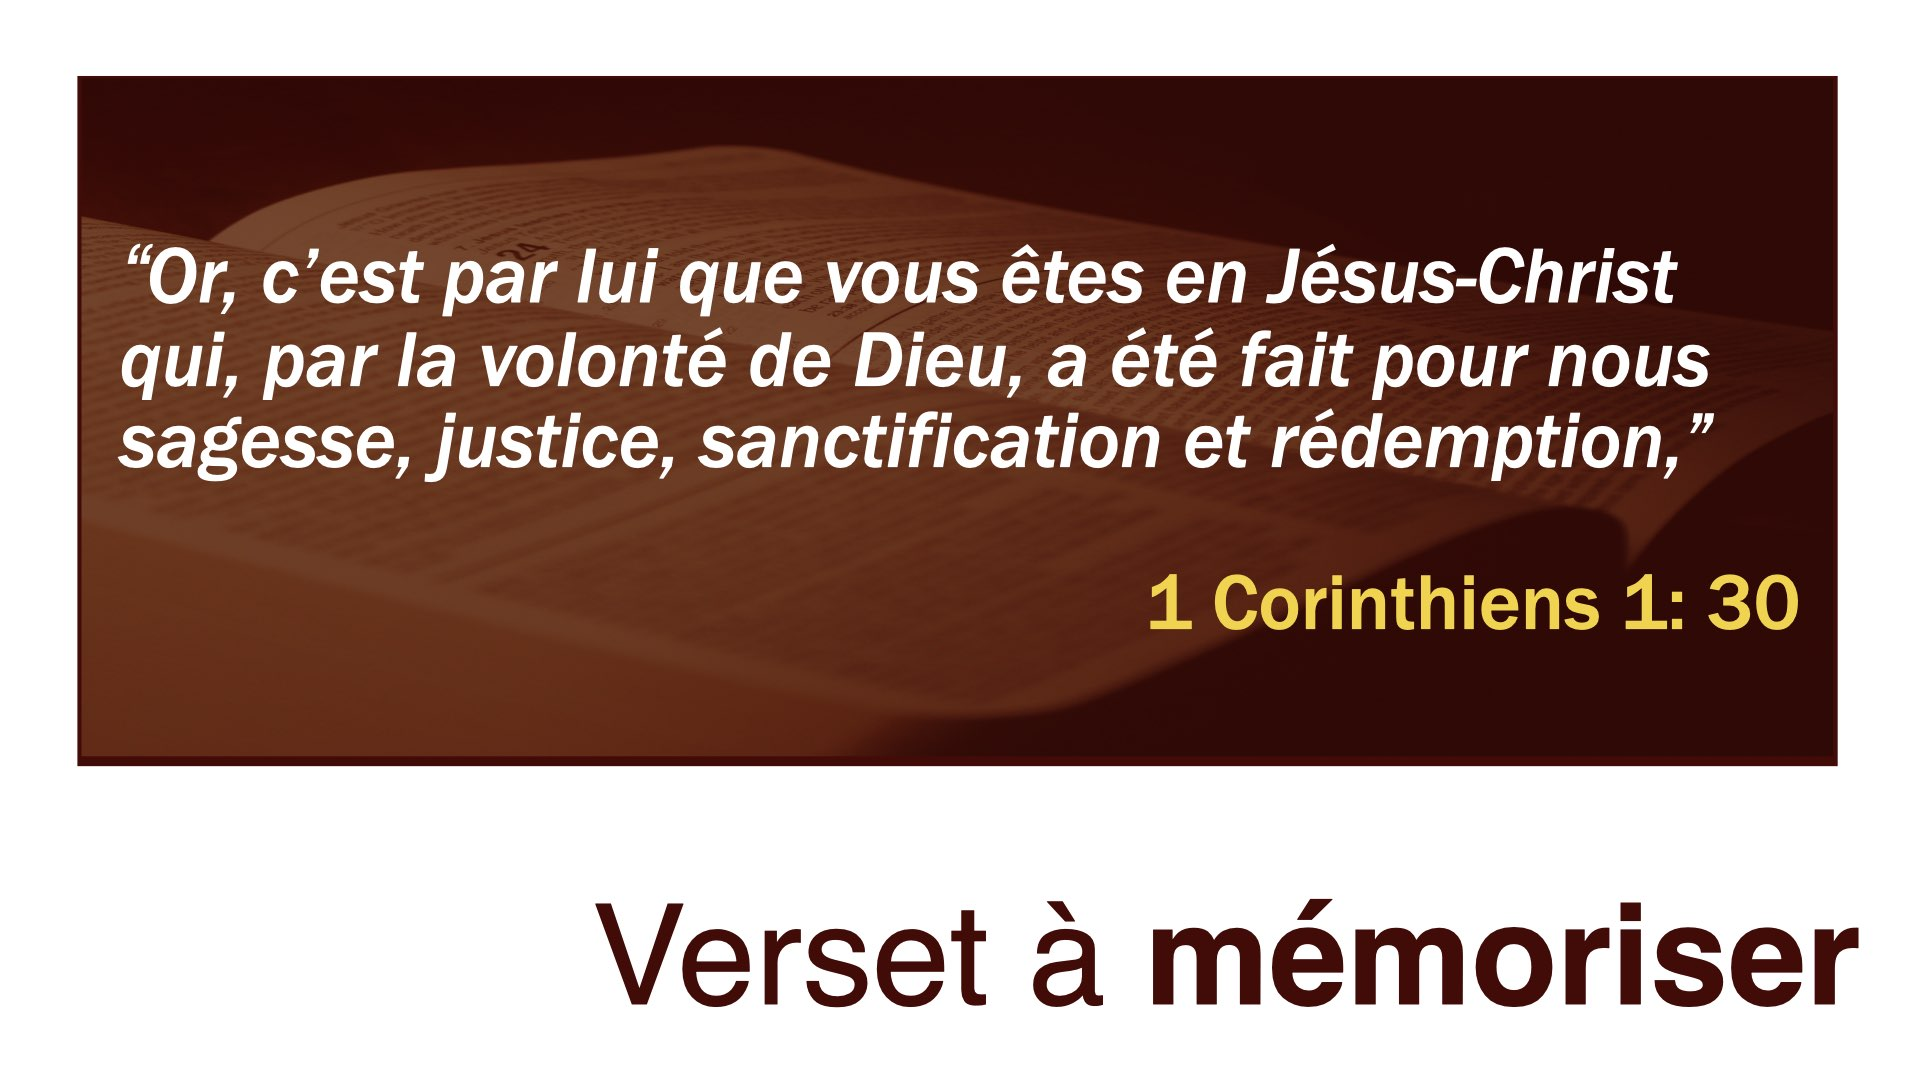 “Or, c’est par lui que vous êtes en Jésus-Christ
qui, par la volonté de Dieu, a été fait pour nous
sagesse, justice, sanctification et rédemption,”
1 Corinthiens 1: 30
Verset à mémoriser